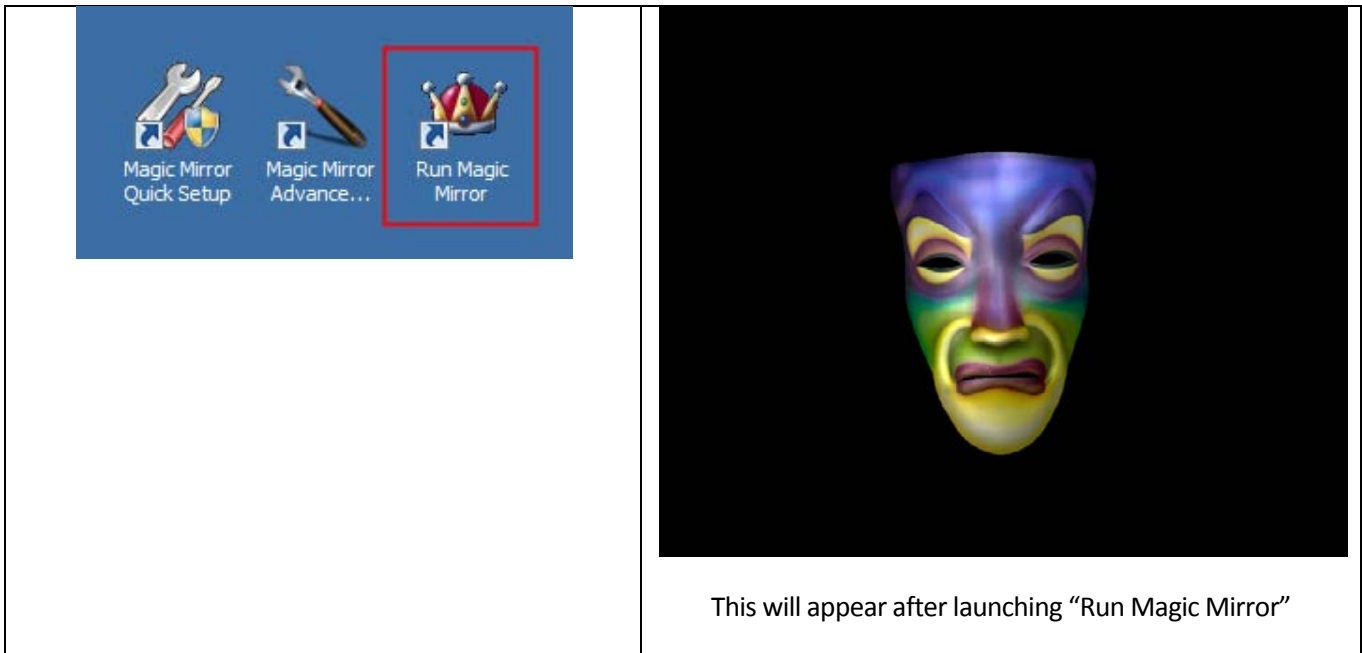 Magic Mirror
Quick Setup
Magic Mirror
Advance...
Run Magic
Mirror
This will appear after launching “Run Magic Mirror”